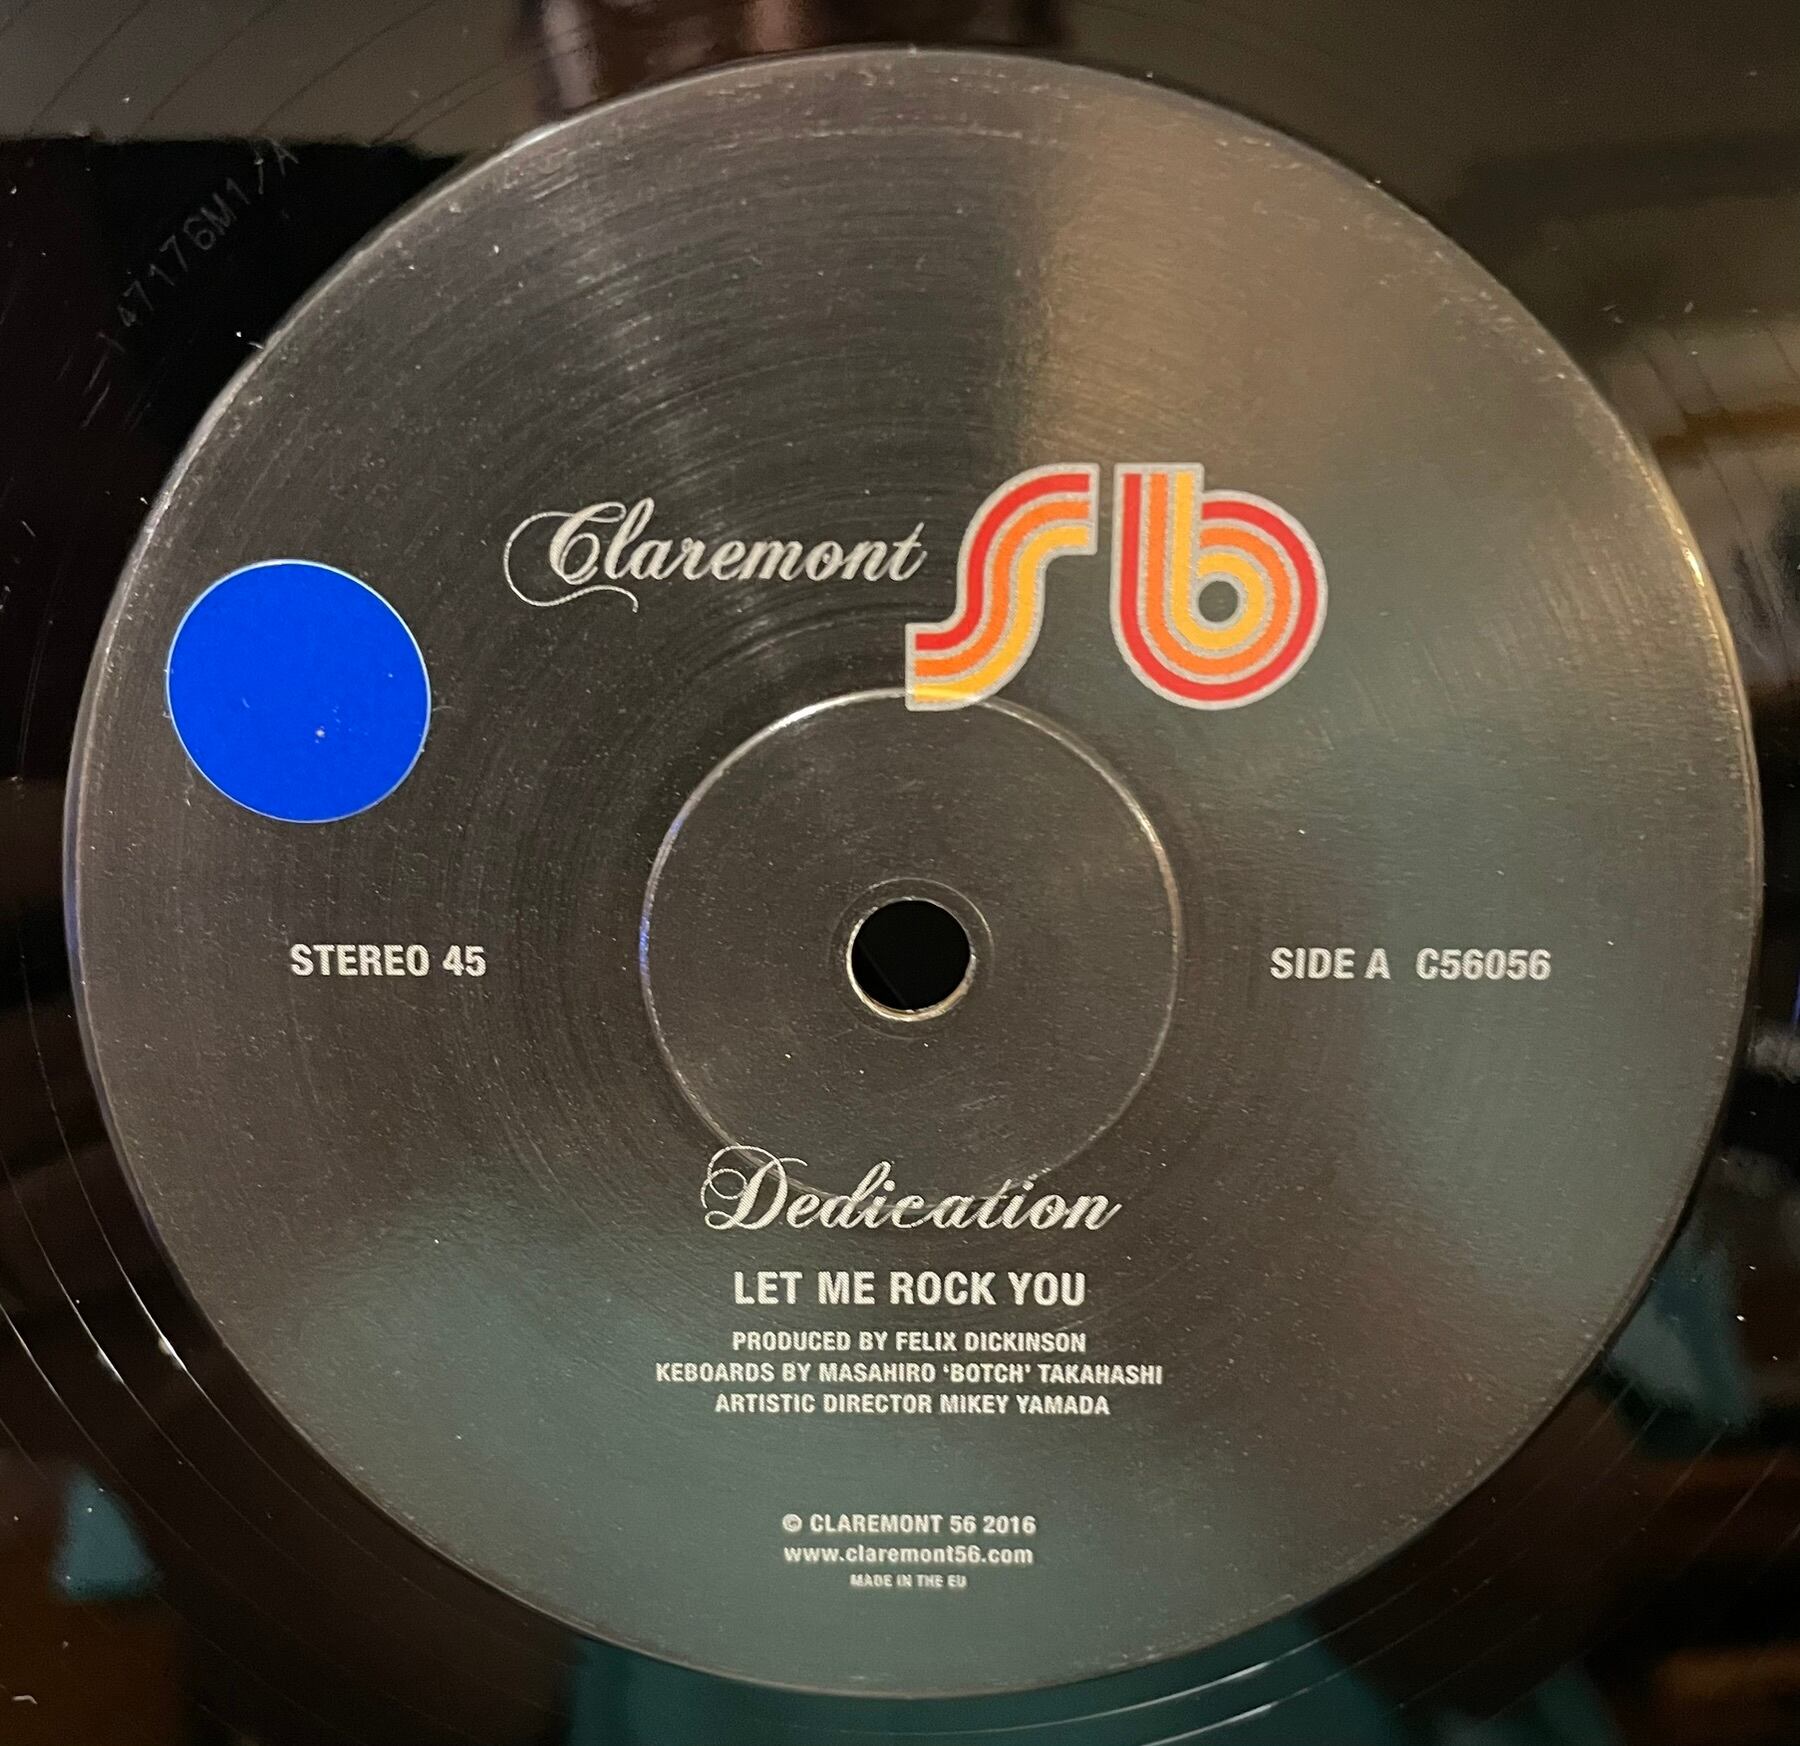 Claremont 56
STEREO 45
SIDE A C56056
Dedication
LET ME ROCK YOU
PRODUCED BY FELIX DICKINSON
KEBOARDS BY MASAHIRO ‘BOTCH’ TAKAHASHI
ARTISTIC DIRECTOR MIKEY YAMADA
© CLAREMONT 56 2016
www.claremont56.com
MADE IN THE EU